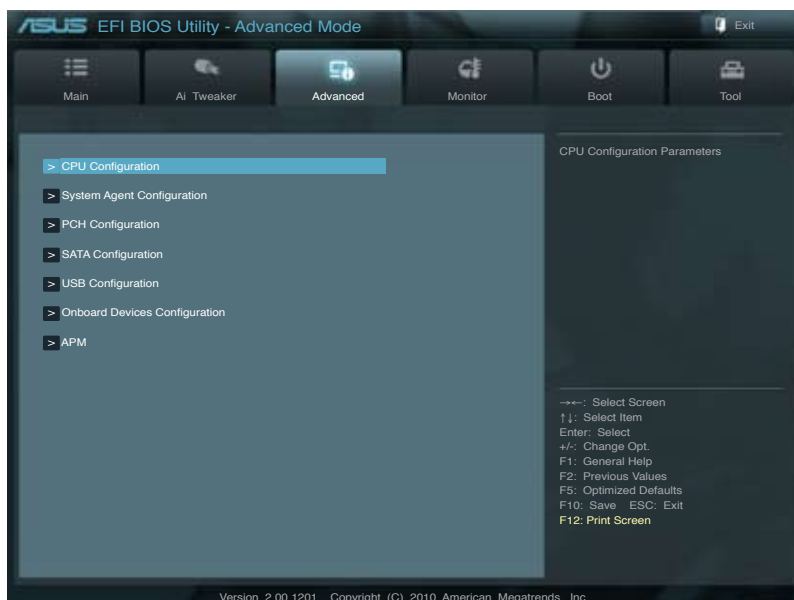 ASUS EFI BIOS Utility - Advanced Mode
Exit
Main
Ai Tweaker
Advanced
Monitor
Boot
Tool
> CPU Configuration
> System Agent Configuration
> PCH Configuration
> SATA Configuration
> USB Configuration
> Onboard Devices Configuration
> APM
CPU Configuration Parameters
→←: Select Screen
↑↓: Select Item
Enter: Select
+/-: Change Opt.
F1: General Help
F2: Previous Values
F5: Optimized Defaults
F10: Save ESC: Exit
F12: Print Screen
Version 2.00.1201 Copyright (C) 2010 American Megatrends, Inc.